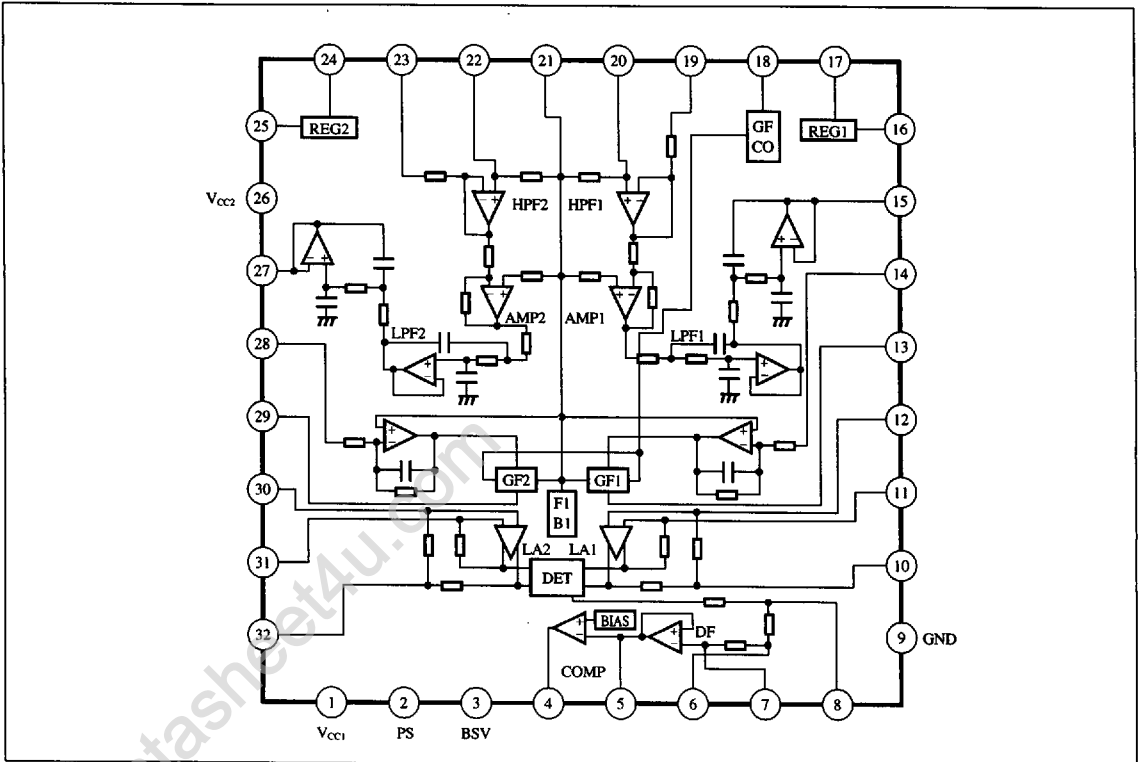 24 23 22 21 20 19 18 17
25 REG2 GF CO REG1 16
VCC2 26 HPF2 HPF1 15
27 14
AMP2 AMP1
28 LPF2 LPF1 13
29 12
GF2 GF1
30 F1 B1 11
31 LA2 LA1 10
DET
32 BIAS DF 9 GND
COMP
1 2 3 4 5 6 7 8
VCC1 PS BSV
tasheet4u.com